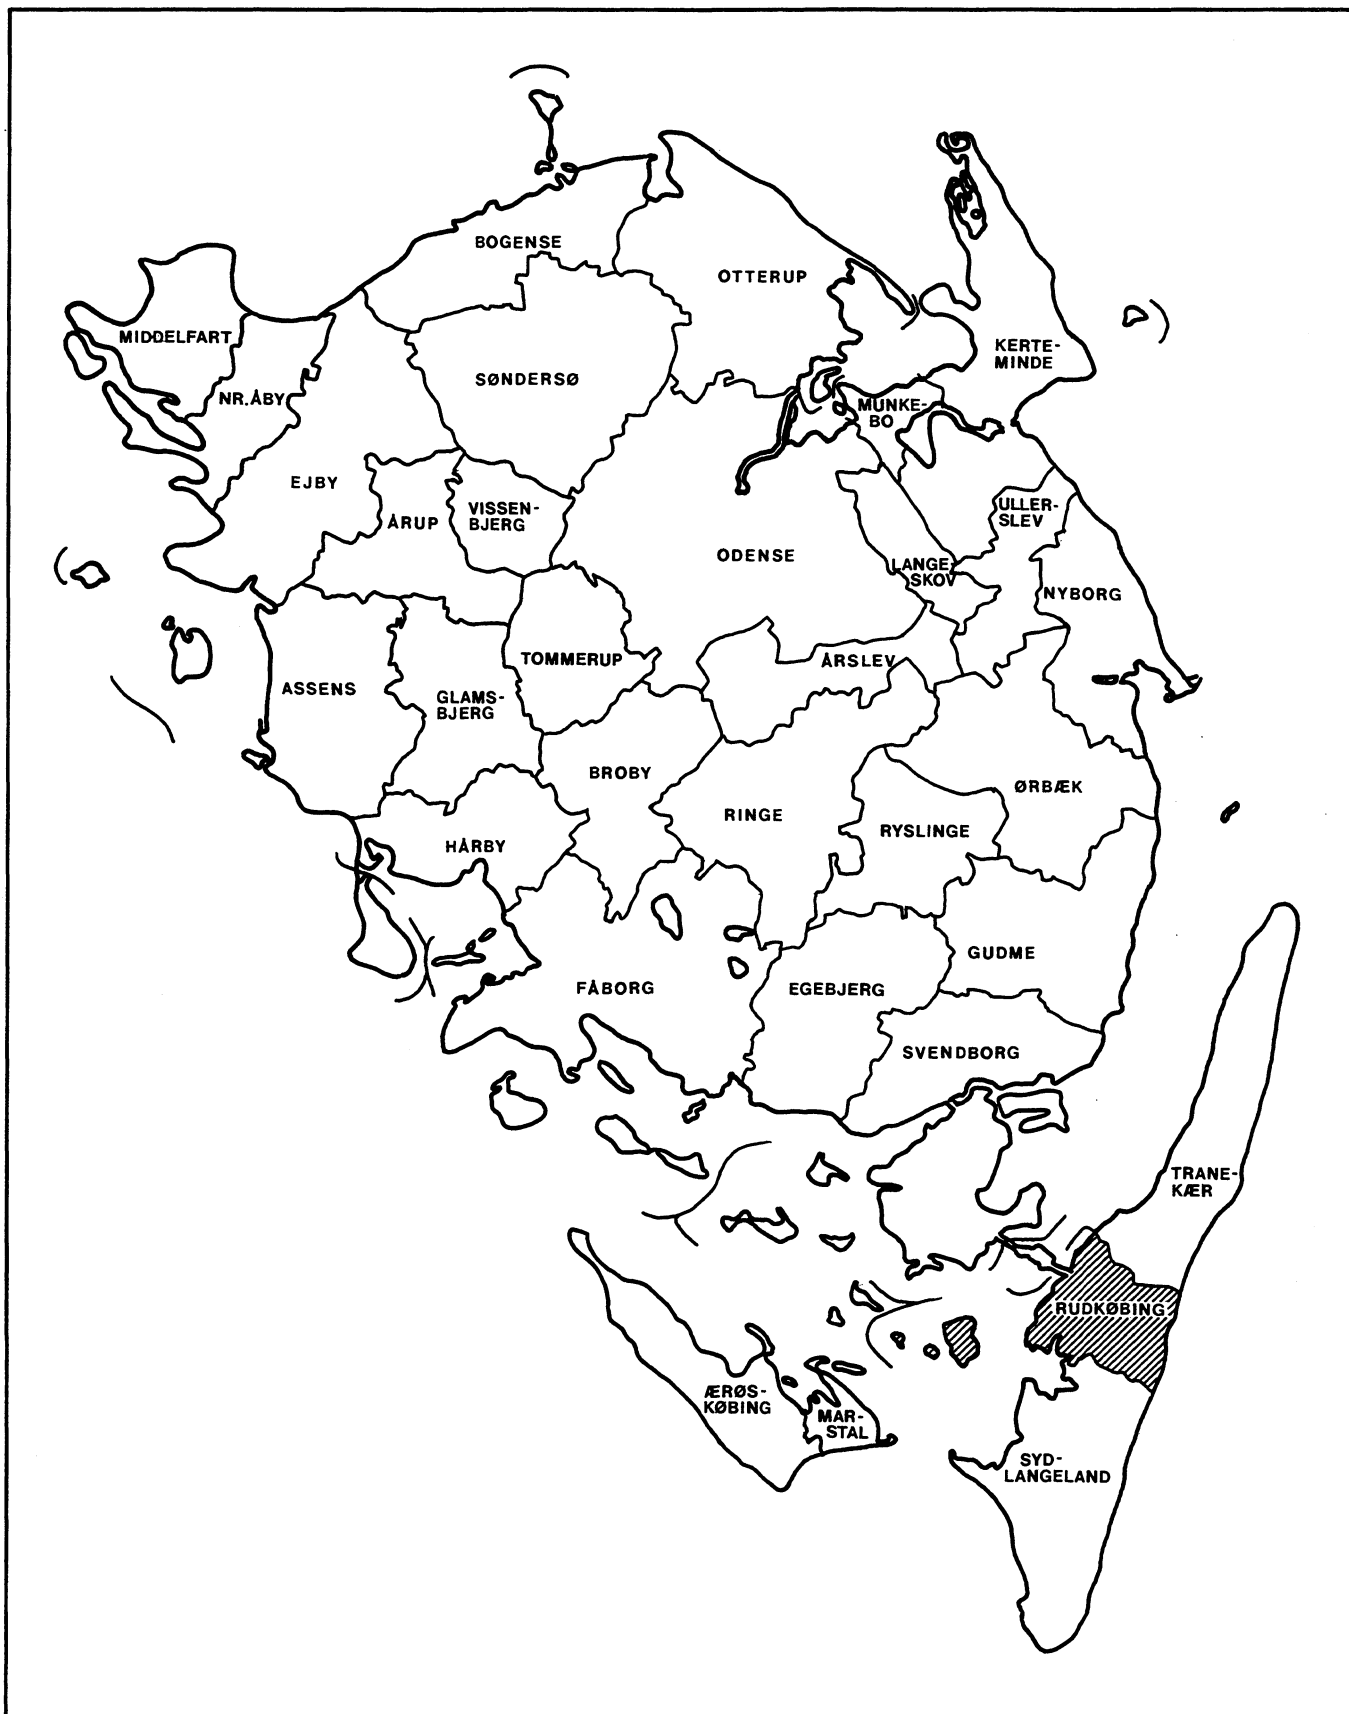 BOGENSE
OTTERUP
MIDDELFART
KERTE-
MINDE
SØNDERSØ
NR.ÅBY
MUNKE-
BO
EJBY
ÅRUP
VISSEN-
BJERG
ULLER-
SLEV
ODENSE
LANGE-
SKOV
NYBORG
TOMMERUP
ÅRSLEV
ASSENS
GLAMS-
BJERG
BROBY
ØRBÆK
RINGE
RYSLINGE
HÅRBY
GUDME
FÅBORG
EGEBJERG
SVENDBORG
TRANE-
KÆR
RUDKØBING
ÆRØS-
KØBING
MAR-
STAL
SYD-
LANGELAND